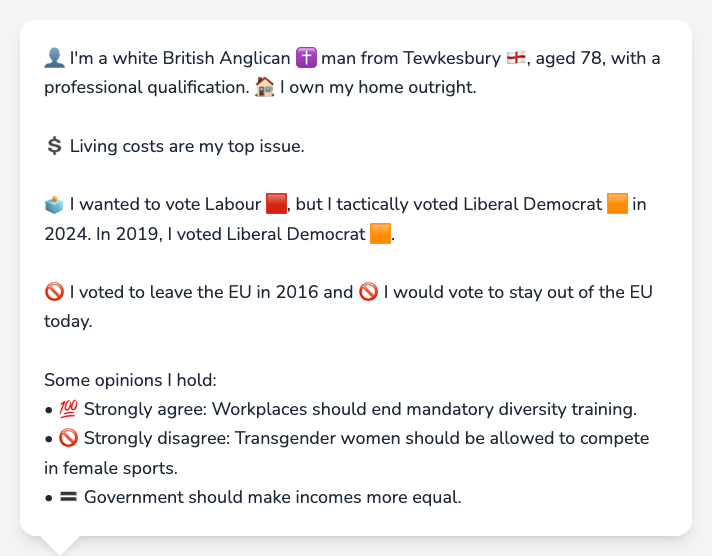 👤 I'm a white British Anglican ✝️ man from Tewkesbury 🏴󠁧󠁢󠁥󠁮󠁧󠁿, aged 78, with a
professional qualification. 🏠 I own my home outright.
💲 Living costs are my top issue.
🗳️ I wanted to vote Labour 🟥, but I tactically voted Liberal Democrat 🟧 in
2024. In 2019, I voted Liberal Democrat 🟧.
🚫 I voted to leave the EU in 2016 and 🚫 I would vote to stay out of the EU
today.
Some opinions I hold:
• 💯 Strongly agree: Workplaces should end mandatory diversity training.
• 🚫 Strongly disagree: Transgender women should be allowed to compete
in female sports.
• 🟰 Government should make incomes more equal.